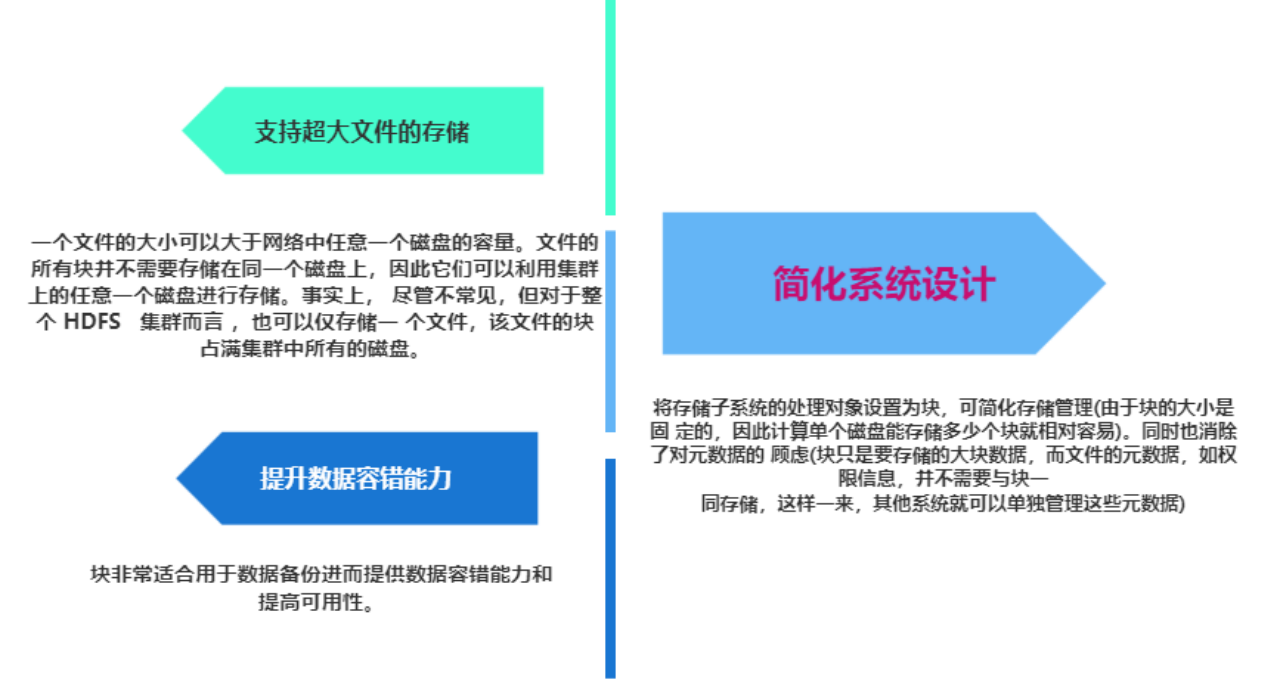 支持超大文件的存储
一个文件的大小可以大于网络中任意一个磁盘的容量。文件的
所有块并不需要存储在同一个磁盘上，因此它们可以利用集群
上的任意一个磁盘进行存储。事实上， 尽管不常见，但对于整
个 HDFS 集群而言 ，也可以仅存储一 个文件，该文件的块
占满集群中所有的磁盘。
简化系统设计
将存储子系统的处理对象设置为块，可简化存储管理(由于块的大小是
固 定的，因此计算单个磁盘能存储多少个块就相对容易)。同时也消除
了对元数据的 顾虑(块只是要存储的大块数据，而文件的元数据，如权
限信息，并不需要与块一
同存储，这样一来，其他系统就可以单独管理这些元数据)
提升数据容错能力
块非常适合用于数据备份进而提供数据容错能力和
提高可用性。